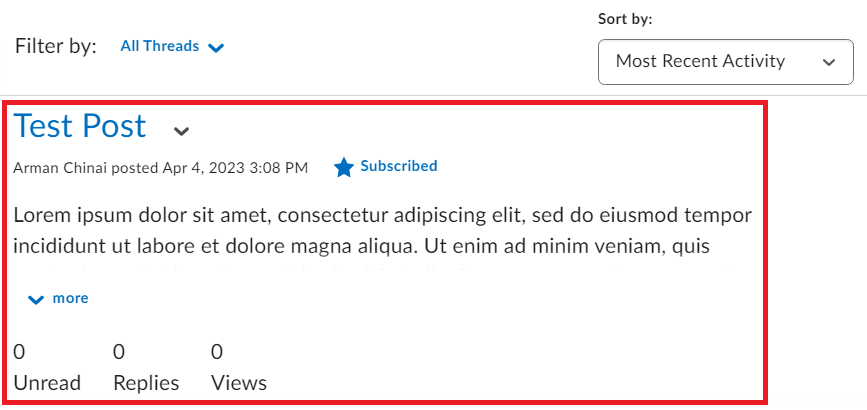 Filter by: All Threads
Sort by:
Most Recent Activity
Test Post
Arman Chinai posted Apr 4, 2023 3:08 PM Subscribed
Lorem ipsum dolor sit amet, consectetur adipiscing elit, sed do eiusmod tempor
incididunt ut labore et dolore magna aliqua. Ut enim ad minim veniam, quis
more
0 0 0
Unread Replies Views